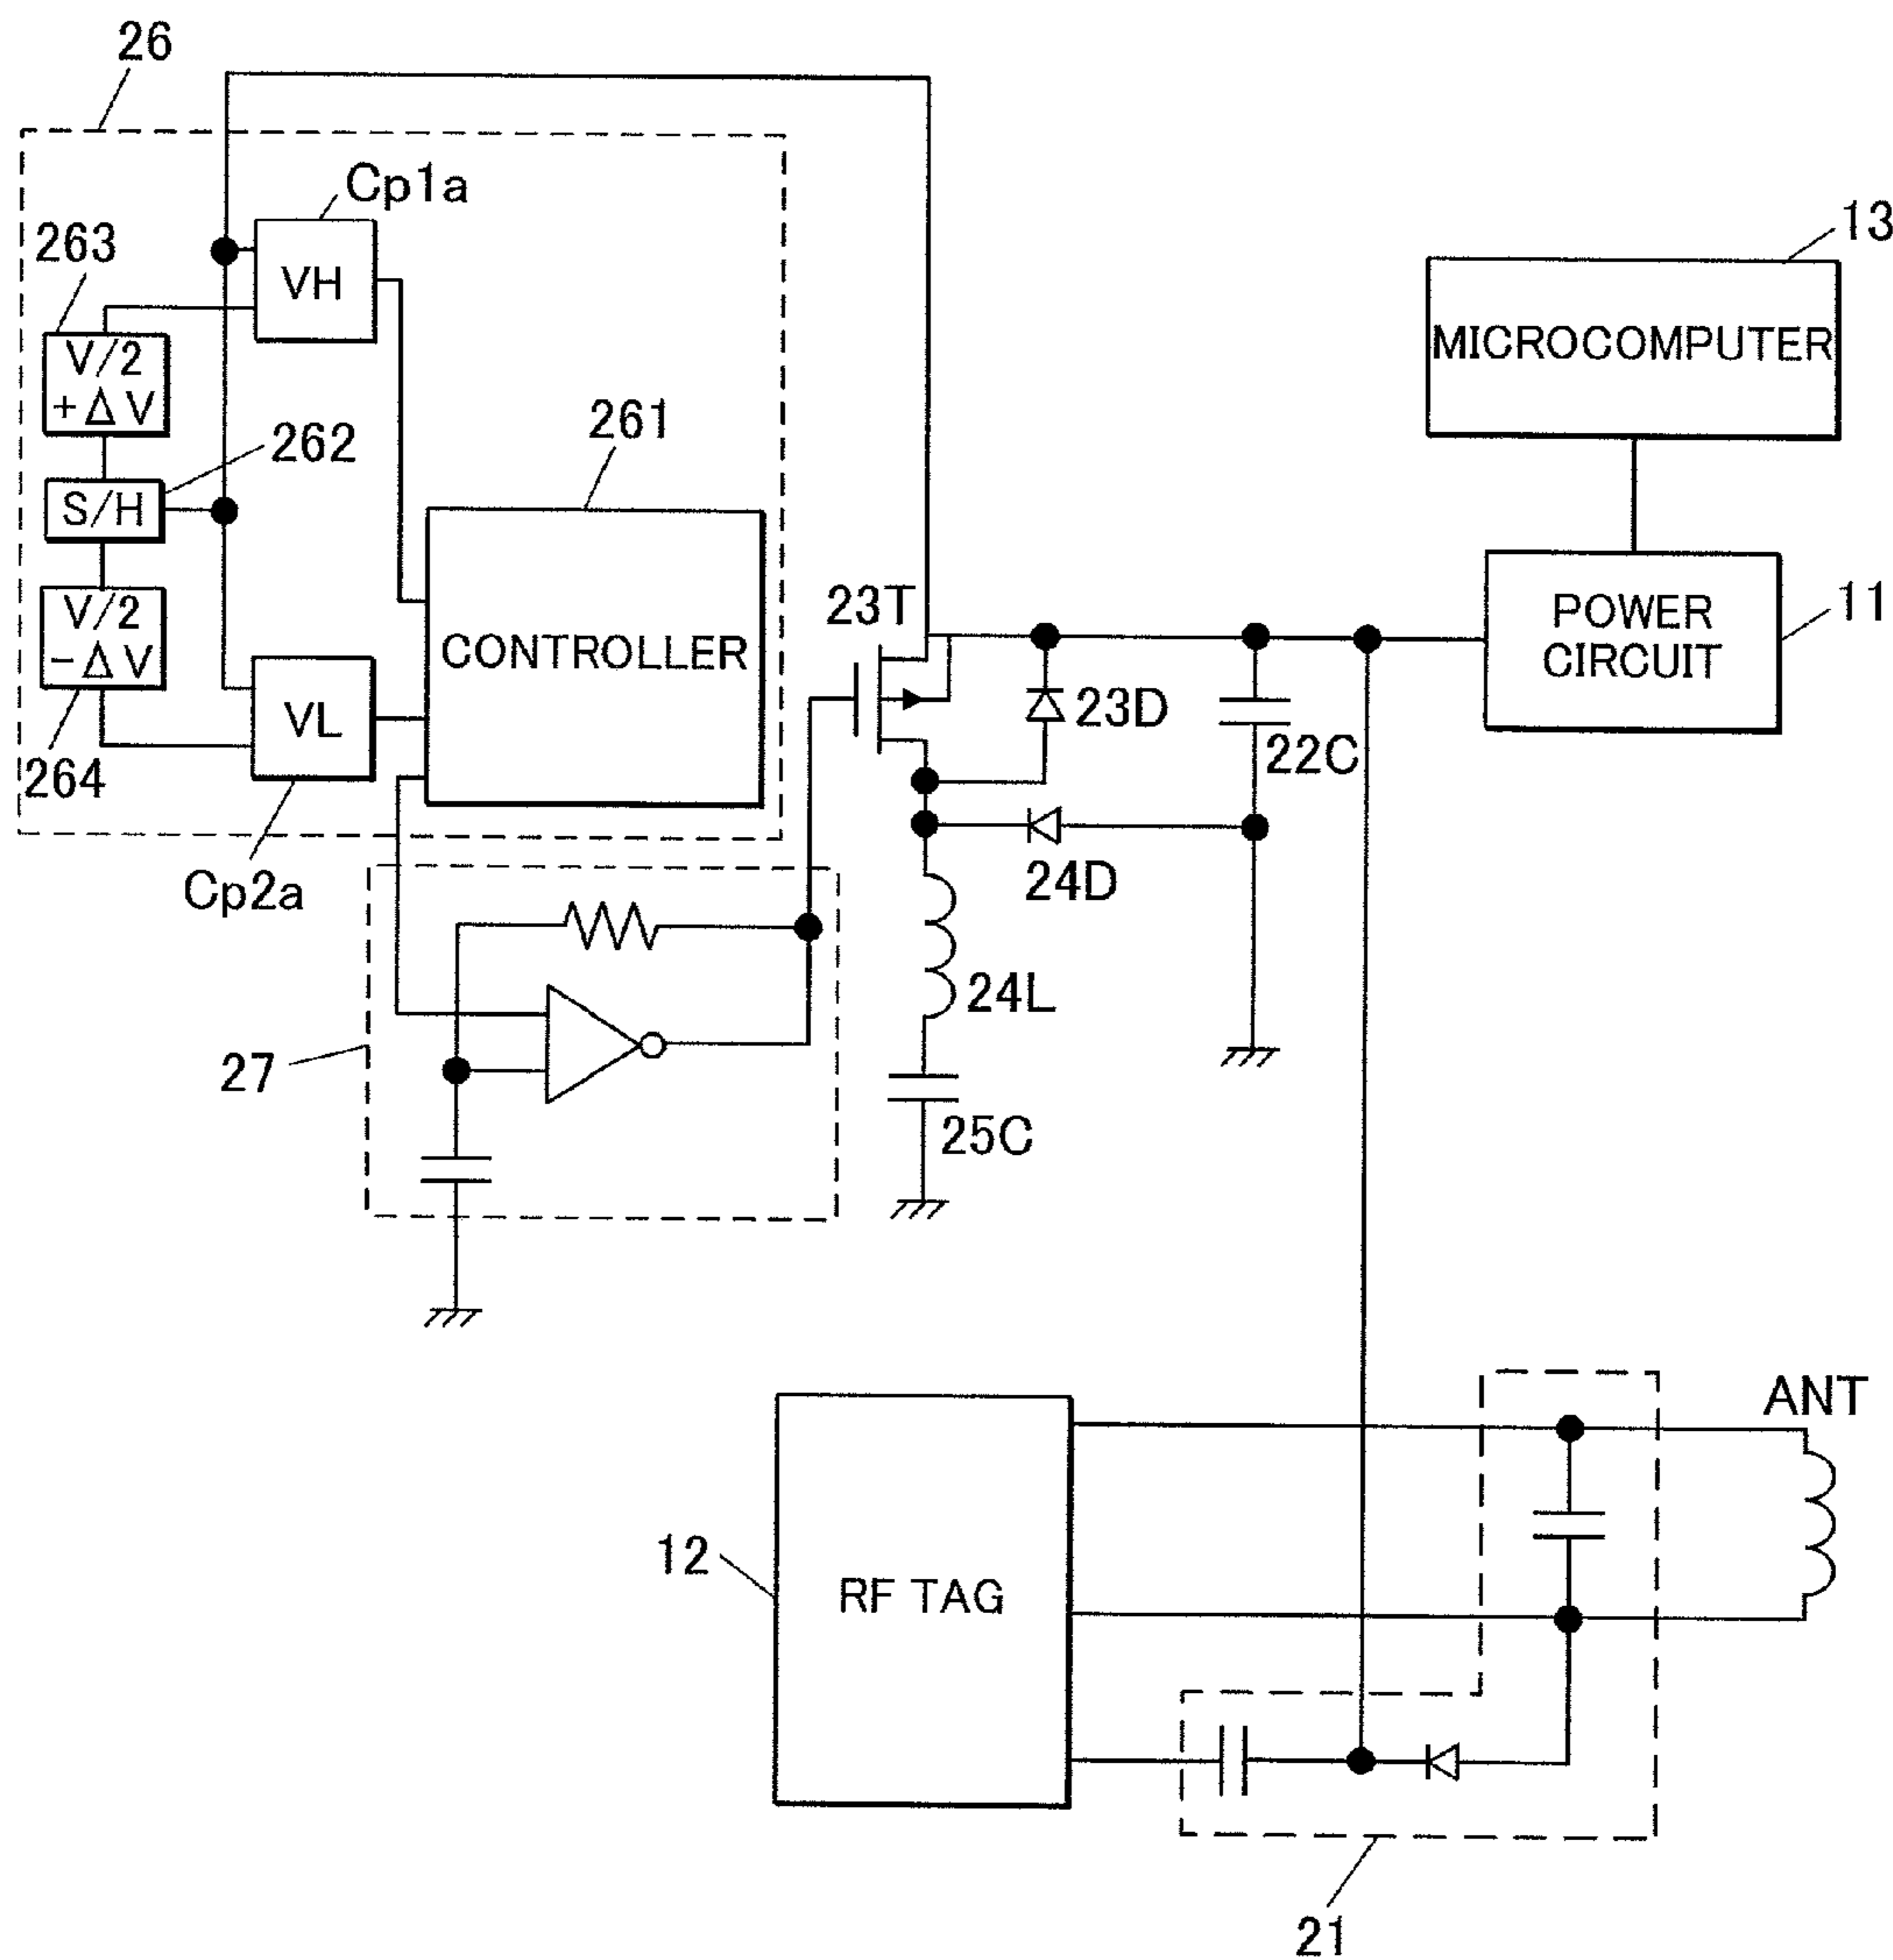 26
Cp1a
263
VH
13
MICROCOMPUTER
V/2
+ΔV
262
261
S/H
V/2
-ΔV
CONTROLLER
23T
POWER
CIRCUIT
11
VL
23D
22C
264
Cp2a
24D
24L
27
25C
ANT
12
RF TAG
21